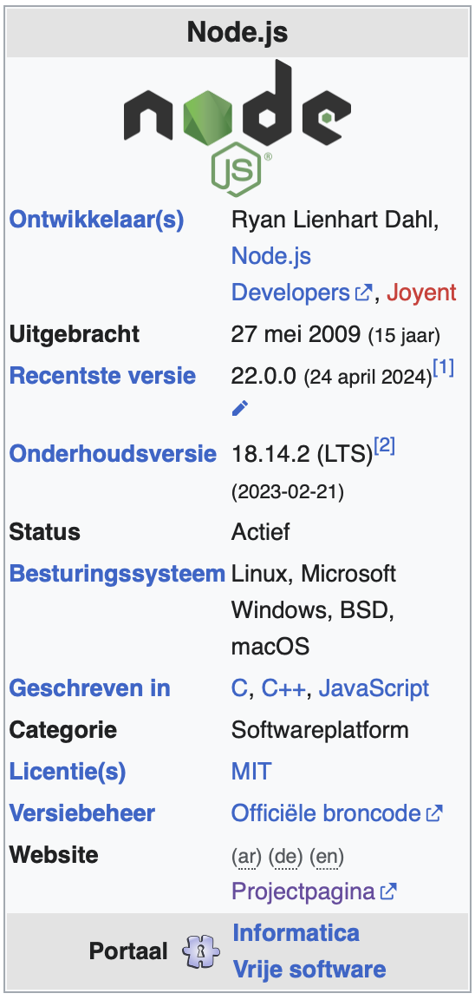 Node.js
node
JS®
Ontwikkelaar(s) Ryan Lienhart Dahl,
Node.js
Developers, Joyent
Uitgebracht 27 mei 2009 (15 jaar)
Recentste versie 22.0.0 (24 april 2024)[1]
Onderhoudsversie 18.14.2 (LTS)[2]
(2023-02-21)
Status Actief
Besturingssysteem Linux, Microsoft
Windows, BSD,
macOS
Geschreven in C, C++, JavaScript
Categorie Softwareplatform
Licentie(s) MIT
Versiebeheer Officiële broncode
Website (ar) (de) (en)
Projectpagina
Portaal Informatica
Vrije software